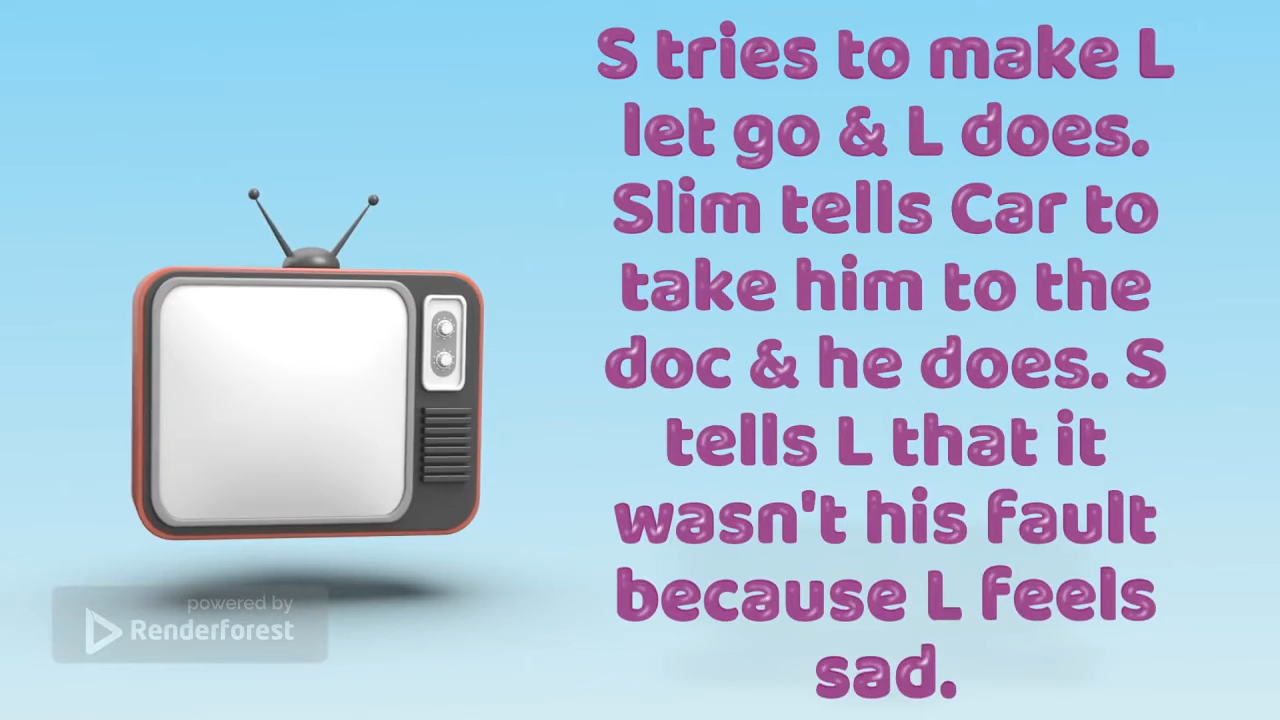 S tries to make L
let go & L does.
Slim tells Car to
take him to the
doc & he does. S
tells L that it
wasn't his fault
because L feels
sad.
powered by
Renderforest